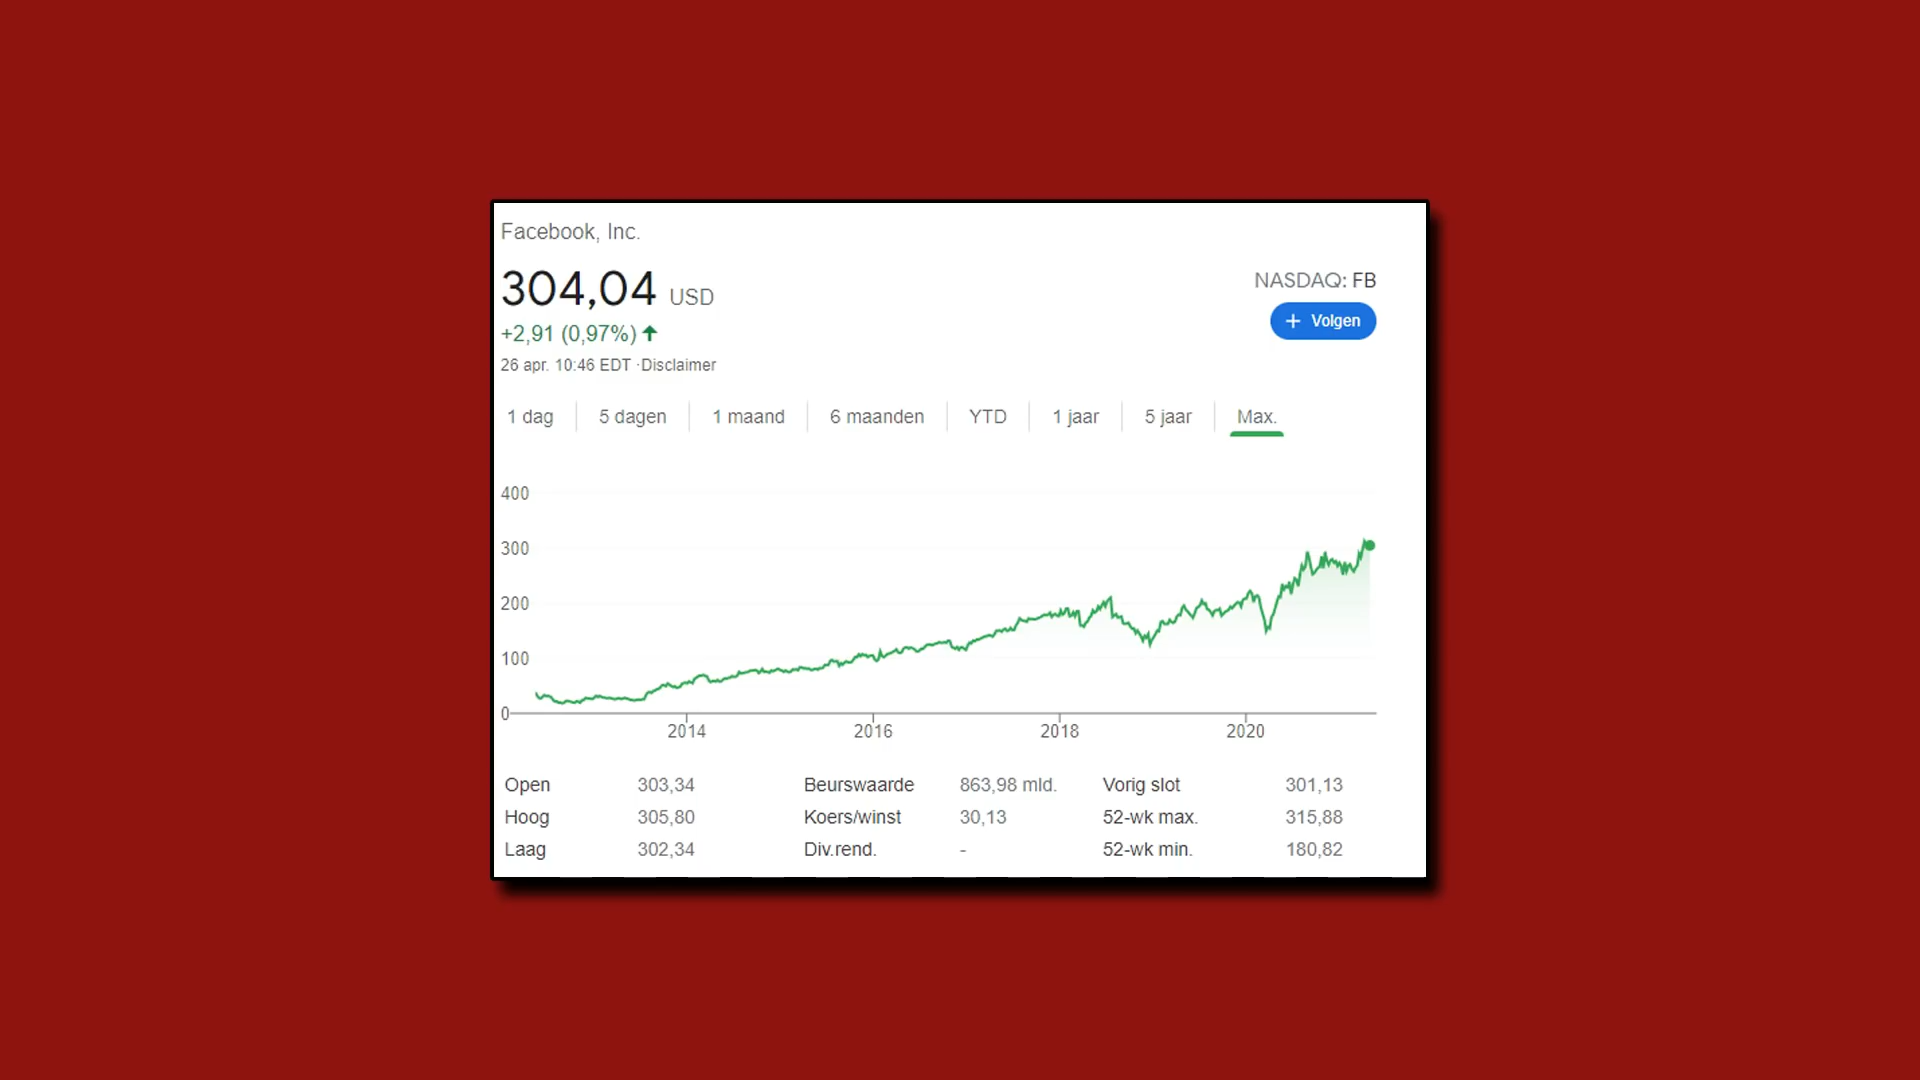 Facebook, Inc.
304,04 USD
NASDAQ: FB
+ Volgen
+2,91 (0,97%)
26 apr. 10:46 EDT ·Disclaimer
1 dag 5 dagen 1 maand 6 maanden YTD 1 jaar 5 jaar Max.
400
300
200
100
0
2014 2016 2018 2020
Open 303,34 Beurswaarde 863,98 mld. Vorig slot 301,13
Hoog 305,80 Koers/winst 30,13 52-wk max. 315,88
Laag 302,34 Div.rend. - 52-wk min. 180,82